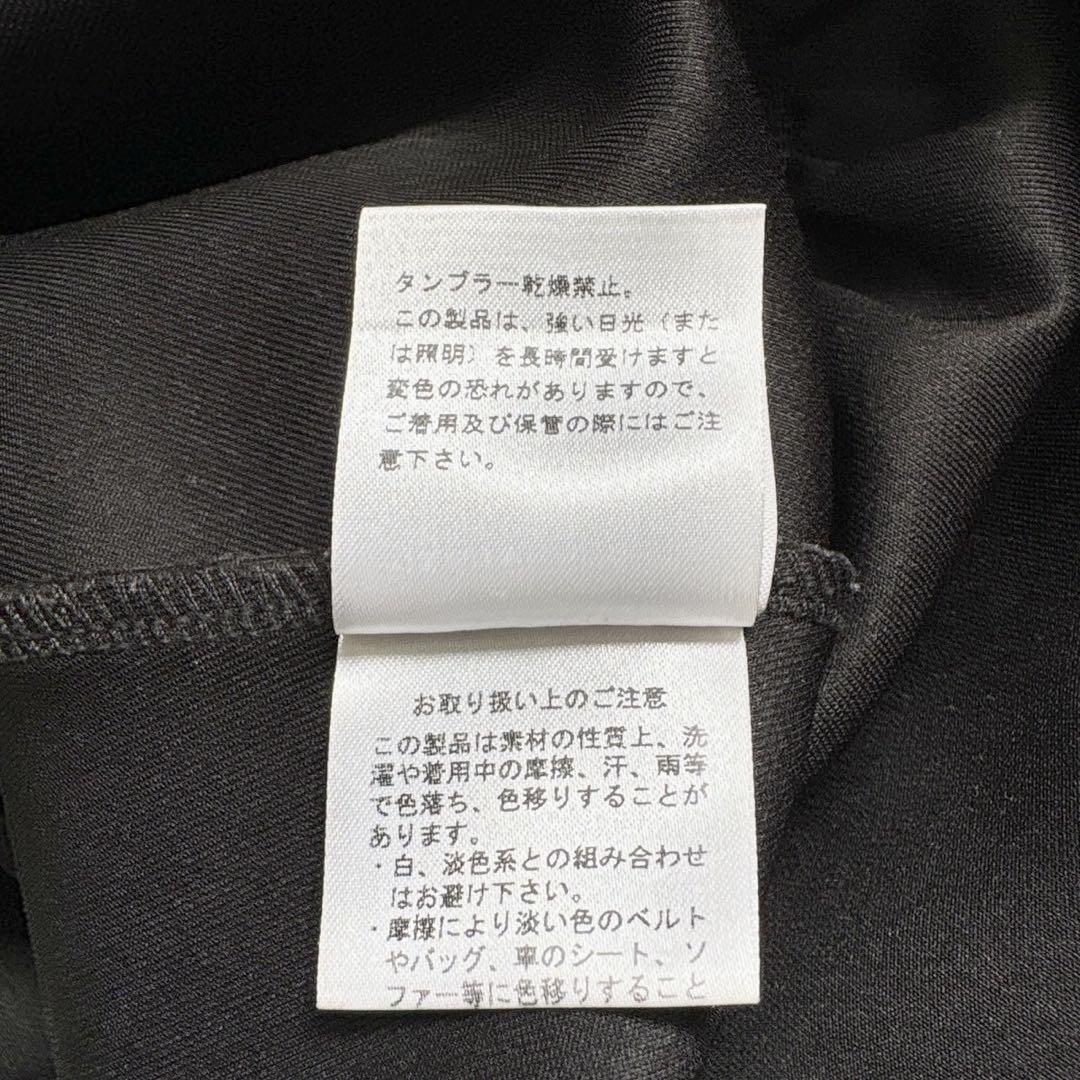 タンブラー乾燥禁止。
この製品は、強い日光（また
は照明）を長時間受けますと
変色の恐れがありますので、
ご着用及び保管の際にはご注
意下さい。
お取り扱い上のご注意
この製品は素材の性質上、洗
濯や着用中の摩擦、汗、雨等
で色落ち、色移りすることが
あります。
・白、淡色系との組み合わせ
はお避け下さい。
・摩擦により淡い色のベルト
やバッグ、車のシート、ソ
ファー等に色移りすること